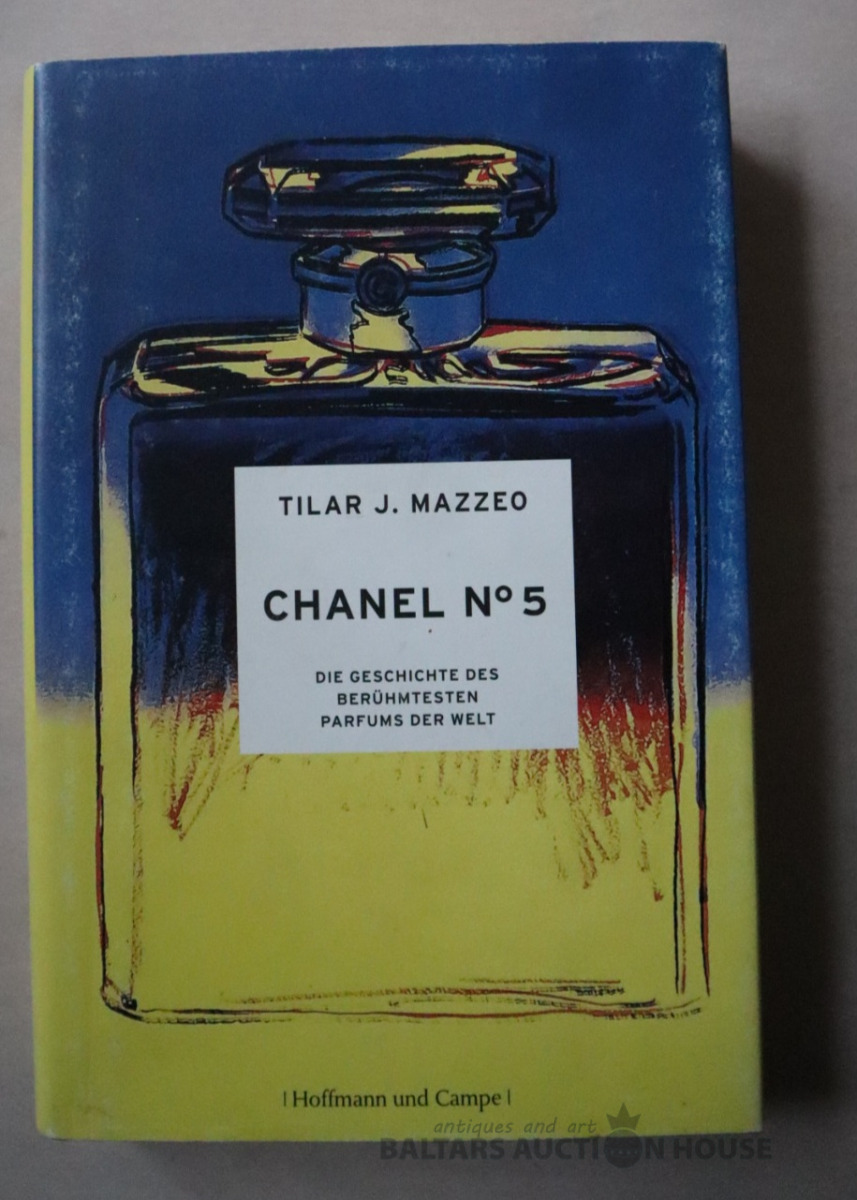 TILAR J. MAZZEO
CHANEL Nº 5
DIE GESCHICHTE DES
BERÜHMTESTEN
PARFUMS DER WELT
|Hoffmann und Campe|
antiques and art
BALTARS AUCTION HOUSE